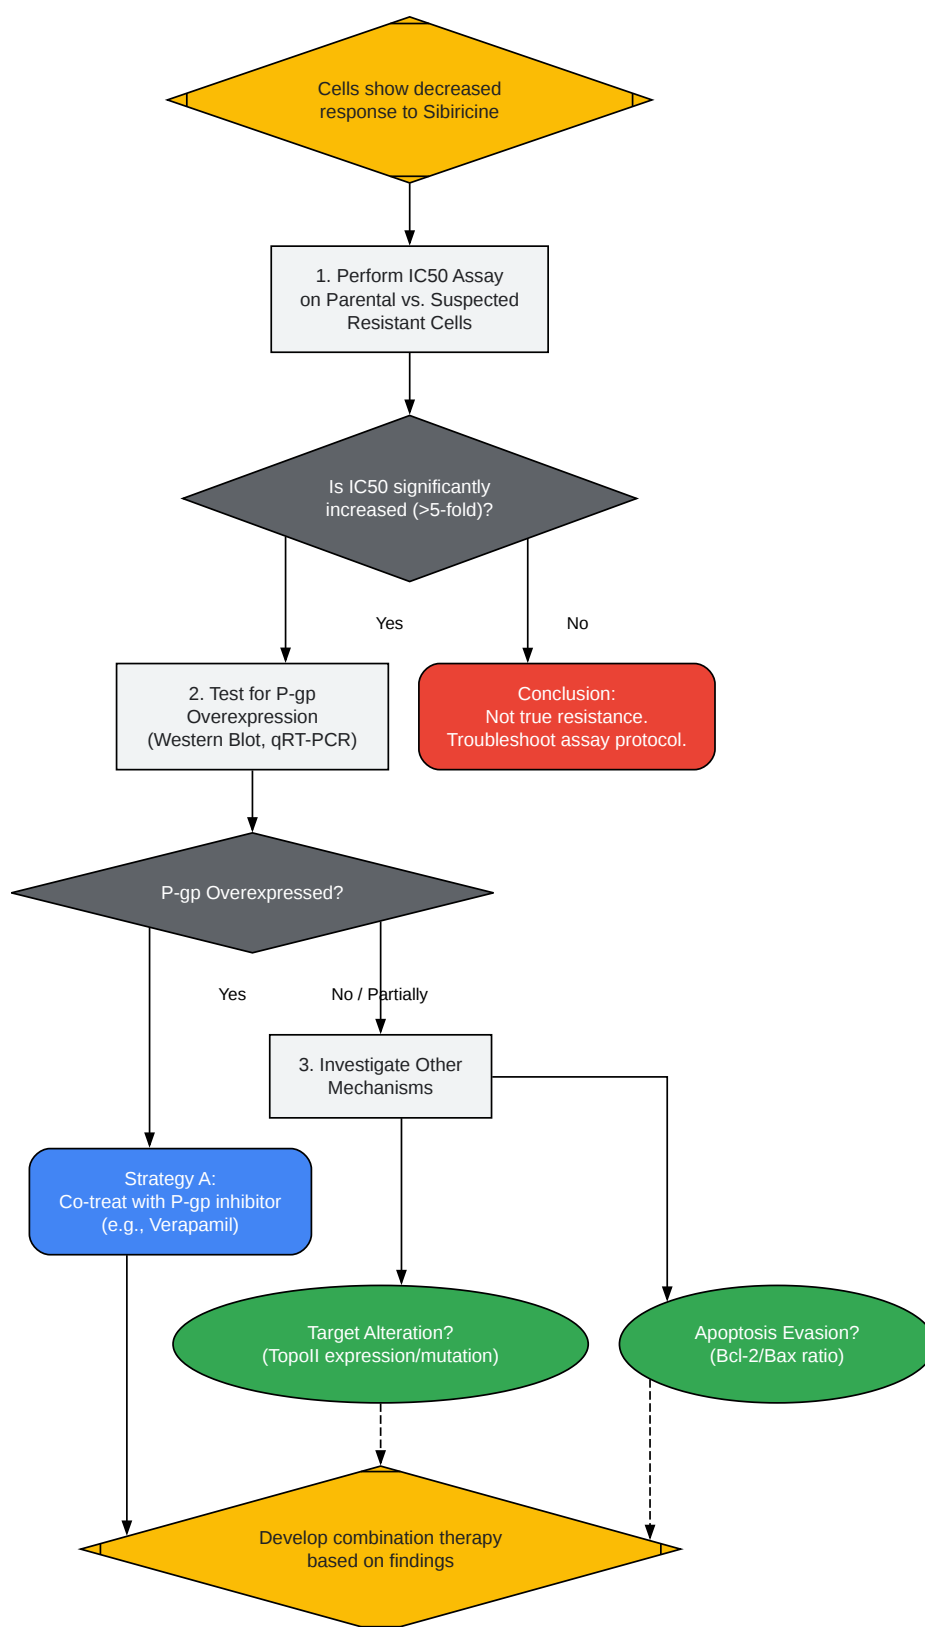 Cells show decreased
response to Sibiricine
1. Perform IC50 Assay
on Parental vs. Suspected
Resistant Cells
Is IC50 significantly
increased (>5-fold)?
Yes
No
2. Test for P-gp
Overexpression
(Western Blot, qRT-PCR)
Conclusion:
Not true resistance.
Troubleshoot assay protocol.
P-gp Overexpressed?
Yes
No / Partially
3. Investigate Other
Mechanisms
Strategy A:
Co-treat with P-gp inhibitor
(e.g., Verapamil)
Target Alteration?
(TopoII expression/mutation)
Apoptosis Evasion?
(Bcl-2/Bax ratio)
Develop combination therapy
based on findings